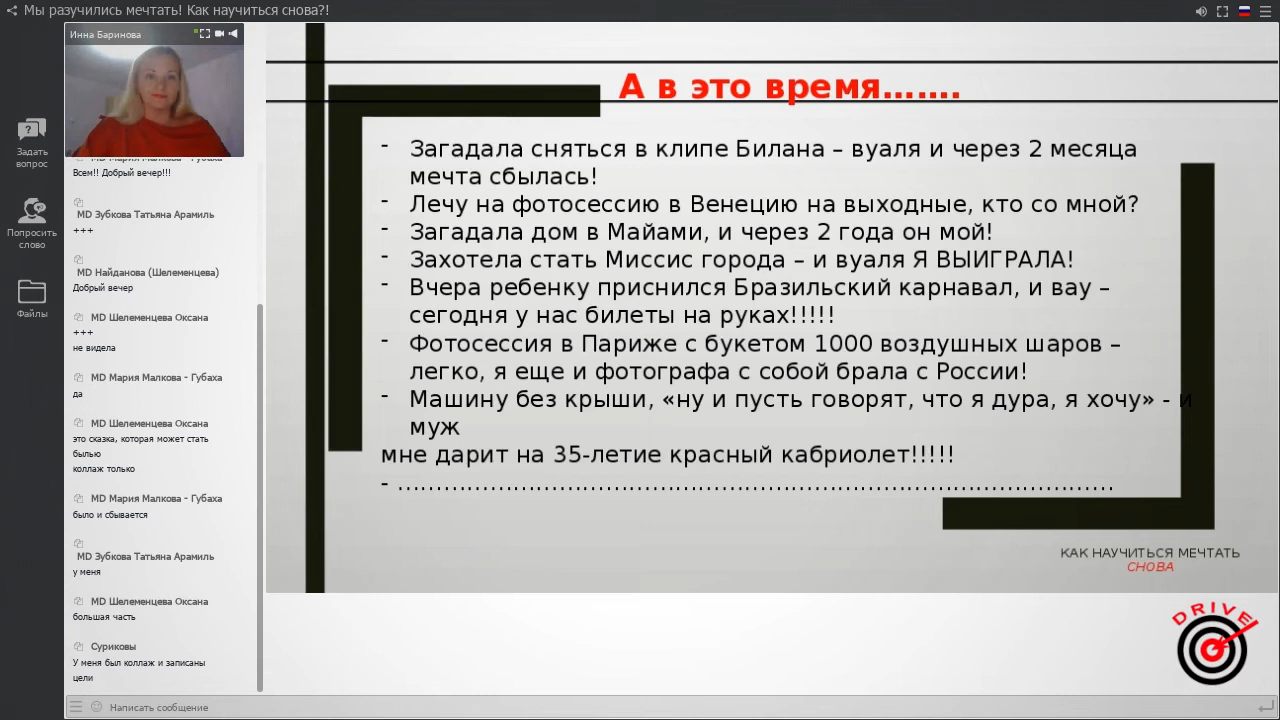 Мы разучились мечтать! Как научиться снова?!
Инна Баринова
Задать
вопрос
Попросить
слово
Файлы
MD Мария Малкова - Губаха
Всем!! Добрый вечер!!!
MD Зубкова Татьяна Арамиль
+++
MD Найданова (Шелеменцева)
Добрый вечер
MD Шелеменцева Оксана
+++
не видела
MD Мария Малкова - Губаха
да
MD Шелеменцева Оксана
это сказка, которая может стать
былью
коллаж только
MD Мария Малкова - Губаха
было и сбывается
MD Зубкова Татьяна Арамиль
у меня
MD Шелеменцева Оксана
большая часть
Суриковы
У меня был коллаж и записаны
цели
Написать сообщение
А в это время…….
- Загадала сняться в клипе Билана – вуаля и через 2 месяца
мечта сбылась!
- Лечу на фотосессию в Венецию на выходные, кто со мной?
- Загадала дом в Майами, и через 2 года он мой!
- Захотела стать Миссис города – и вуаля Я ВЫИГРАЛА!
- Вчера ребенку приснился Бразильский карнавал, и вау –
сегодня у нас билеты на руках!!!!!
- Фотосессия в Париже с букетом 1000 воздушных шаров –
легко, я еще и фотографа с собой брала с России!
- Машину без крыши, «ну и пусть говорят, что я дура, я хочу» - и
муж
мне дарит на 35-летие красный кабриолет!!!!!
- ………………………………………………………………………………
КАК НАУЧИТЬСЯ МЕЧТАТЬ
СНОВА
DRIVE